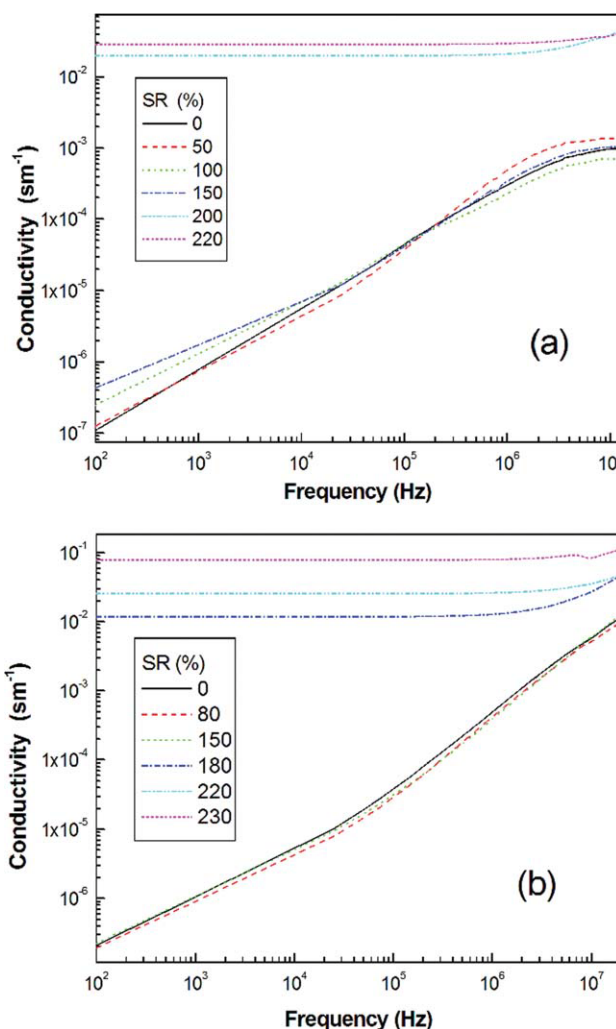 10⁻²
10⁻³
1x10⁻⁴
10⁻⁵
10⁻⁶
10⁻⁷
Conductivity (sm⁻¹)
SR (%)
0
50
100
150
200
220
(a)
10² 10³ 10⁴ 10⁵ 10⁶ 10
Frequency (Hz)
10⁻¹
10⁻²
10⁻³
1x10⁻⁴
1x10⁻⁵
10⁻⁶
Conductivity (sm⁻¹)
SR (%)
0
80
150
180
220
230
(b)
10² 10³ 10⁴ 10⁵ 10⁶ 10⁷
Frequency (Hz)